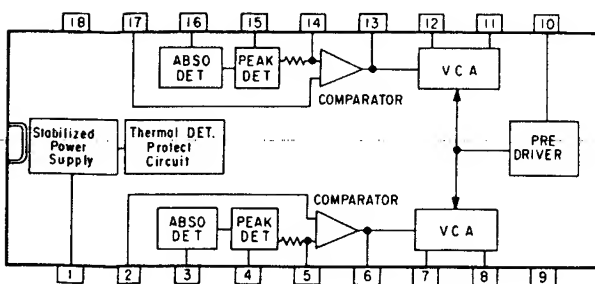 18 17 16 15 14 13 12 11 10
ABSO
DET
PEAK
DET
COMPARATOR
VCA
Stabilized
Power
Supply
Thermal DET.
Protect
Circuit
PRE
DRIVER
COMPARATOR
ABSO
DET
PEAK
DET
VCA
1 2 3 4 5 6 7 8 9